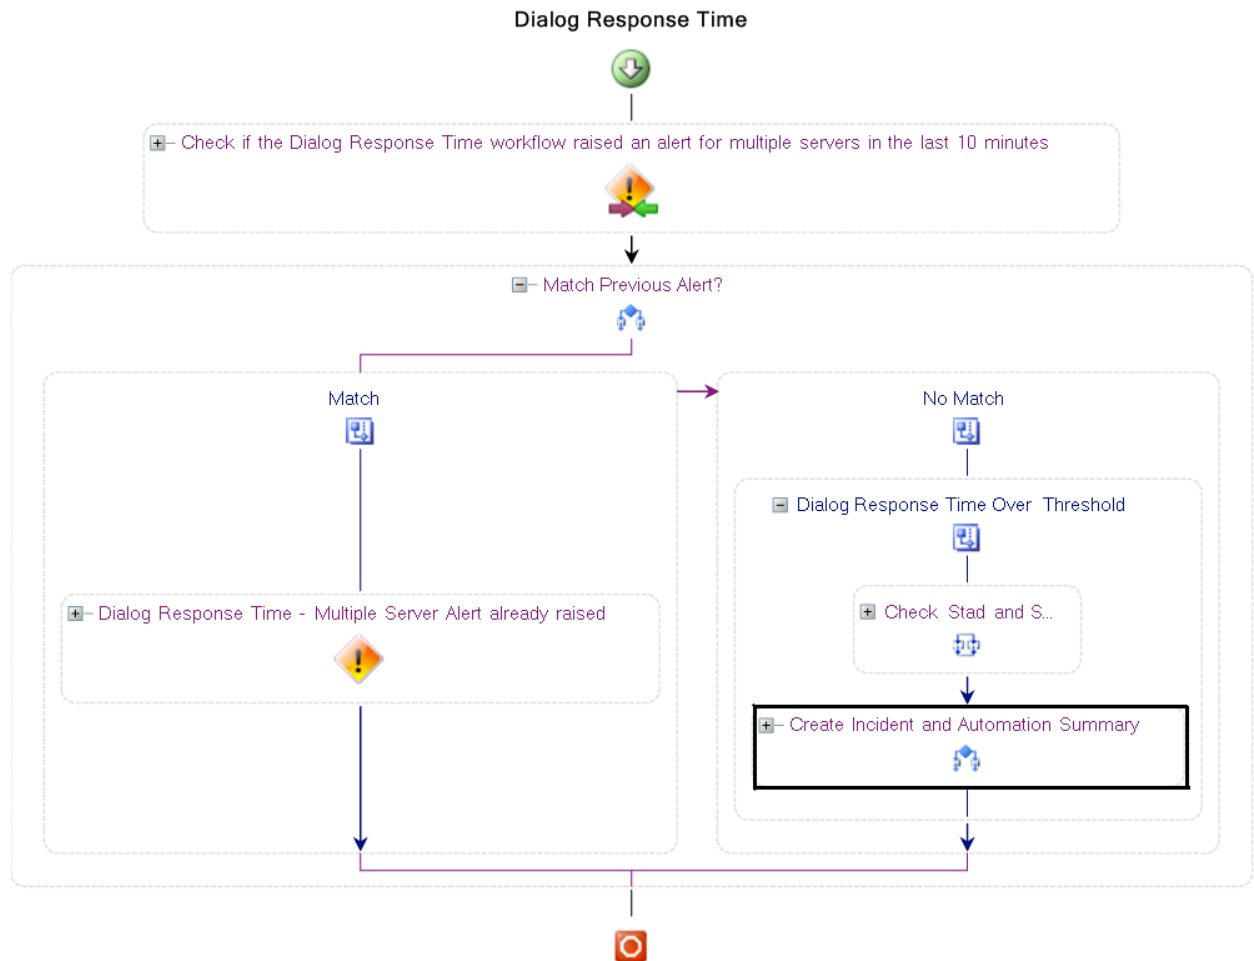 Dialog Response Time
Check if the Dialog Response Time workflow raised an alert for multiple servers in the last 10 minutes
Match Previous Alert?
Match
No Match
Dialog Response Time Over Threshold
Dialog Response Time - Multiple Server Alert already raised
Check Stad and S...
Create Incident and Automation Summary